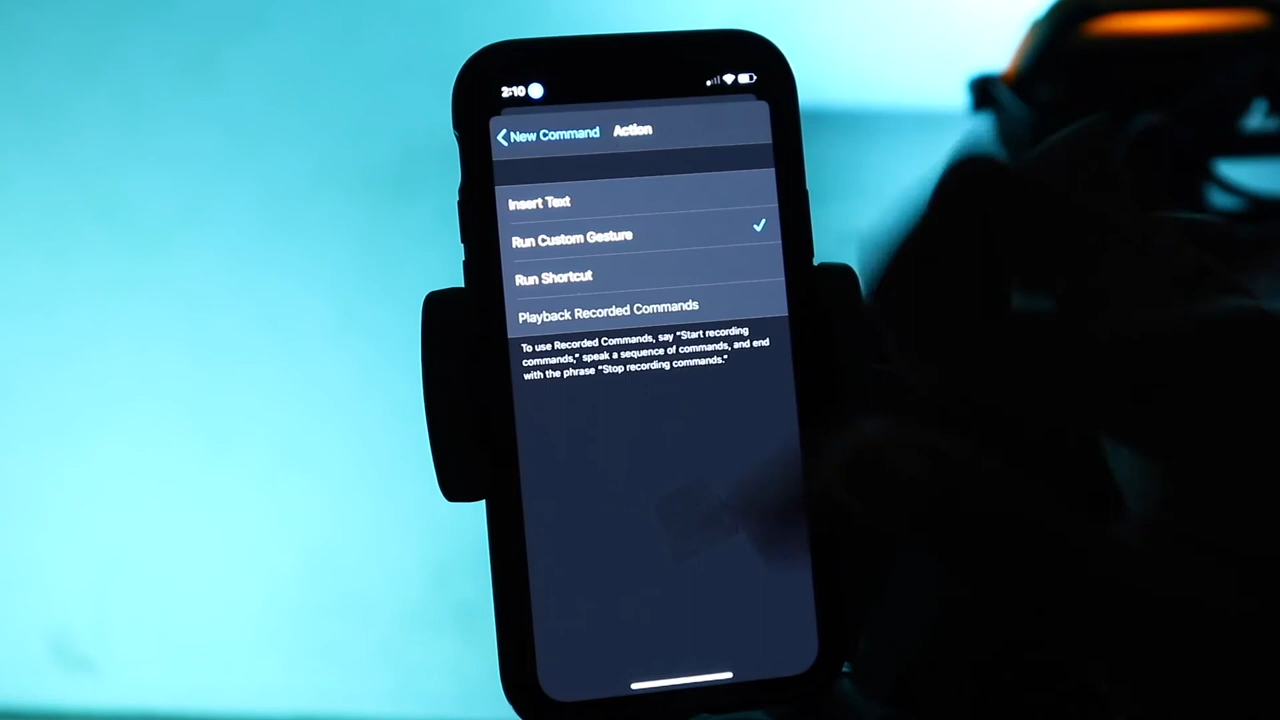 2:10
New Command Action
Insert Text
Run Custom Gesture
Run Shortcut
Playback Recorded Commands
To use Recorded Commands, say “Start recording
commands,” speak a sequence of commands, and end
with the phrase “Stop recording commands.”